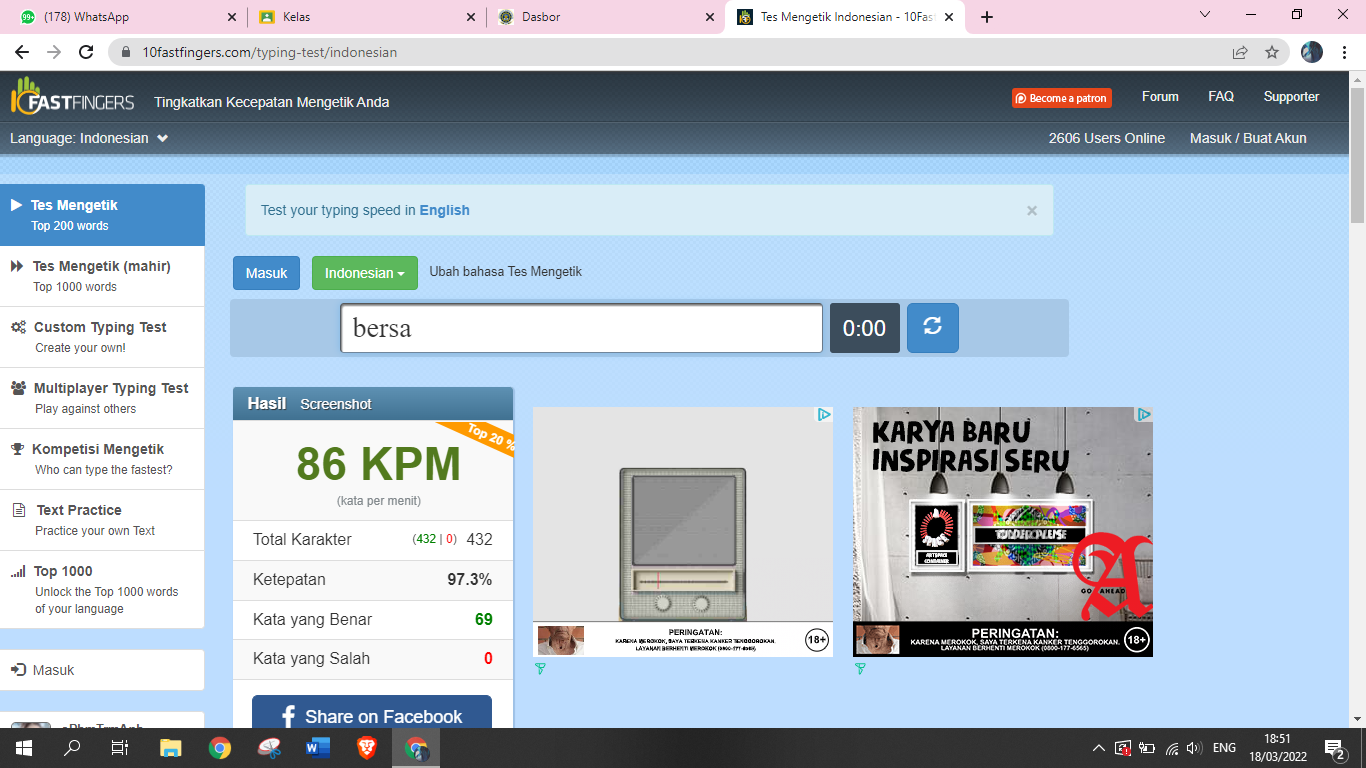 (178) WhatsApp
Kelas
Dasbor
Tes Mengetik Indonesian - 10Fas
10fastfingers.com/typing-test/indonesian
FASTFINGERS
Tingkatkan Kecepatan Mengetik Anda
Become a patron
Forum
FAQ
Supporter
Language: Indonesian
2606 Users Online
Masuk / Buat Akun
Tes Mengetik
Top 200 words
Tes Mengetik (mahir)
Top 1000 words
Custom Typing Test
Create your own!
Multiplayer Typing Test
Play against others
Kompetisi Mengetik
Who can type the fastest?
Text Practice
Practice your own Text
Top 1000
Unlock the Top 1000 words
of your language
Masuk
Test your typing speed in English
×
Masuk
Indonesian
Ubah bahasa Tes Mengetik
bersa
0:00
Hasil Screenshot
Top 20 %
86 KPM
(kata per menit)
Total Karakter (432 | 0) 432
Ketepatan 97.3%
Kata yang Benar 69
Kata yang Salah 0
Share on Facebook
PERINGATAN:
KARENA MEROKOK, SAYA TERKENA KANKER TENGGOROKAN.
LAYANAN BERHENTI MEROKOK (0800-177-6565)
18+
KARYA BARU
INSPIRASI SERU
A
GO AHEAD
PERINGATAN:
KARENA MEROKOK, SAYA TERKENA KANKER TENGGOROKAN.
LAYANAN BERHENTI MEROKOK (0800-177-6565)
18+
ENG
18:51
18/03/2022
2